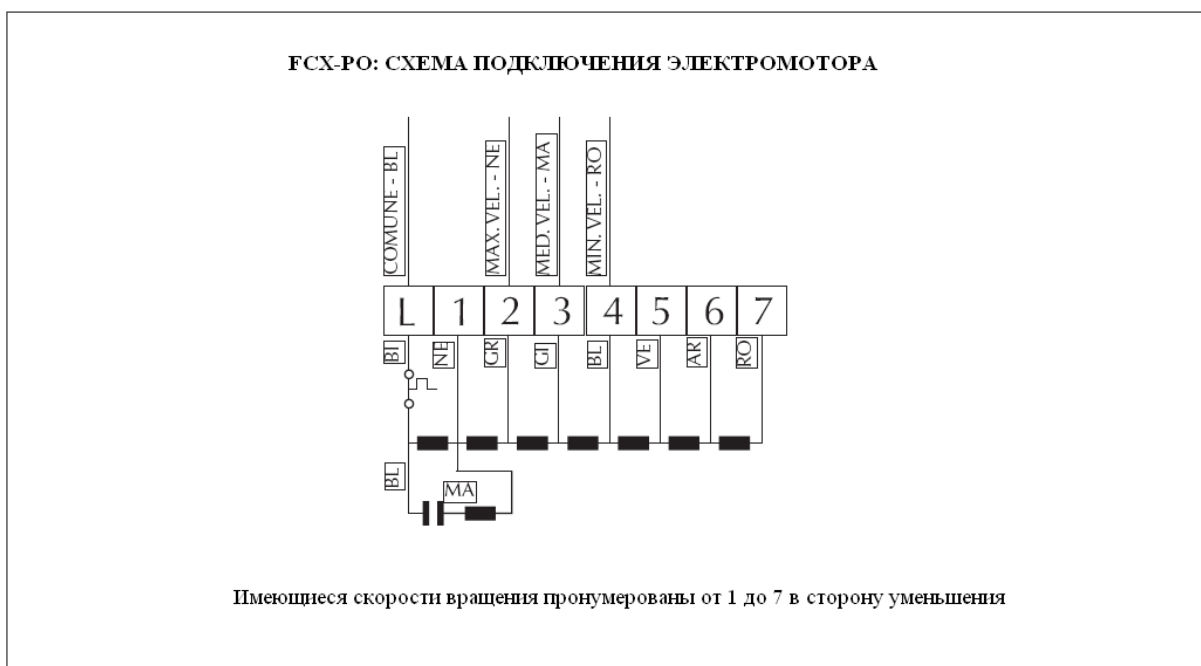 FCX-PO: СХЕМА ПОДКЛЮЧЕНИЯ ЭЛЕКТРОМОТОРА
COMUNE - BL
MAX. VEL. - NE
MED. VEL. - MA
MIN. VEL. - RO
L 1 2 3 4 5 6 7
BI NE GR GI BL VE AR RO
BL
MA
Имеющиеся скорости вращения пронумерованы от 1 до 7 в сторону уменьшения